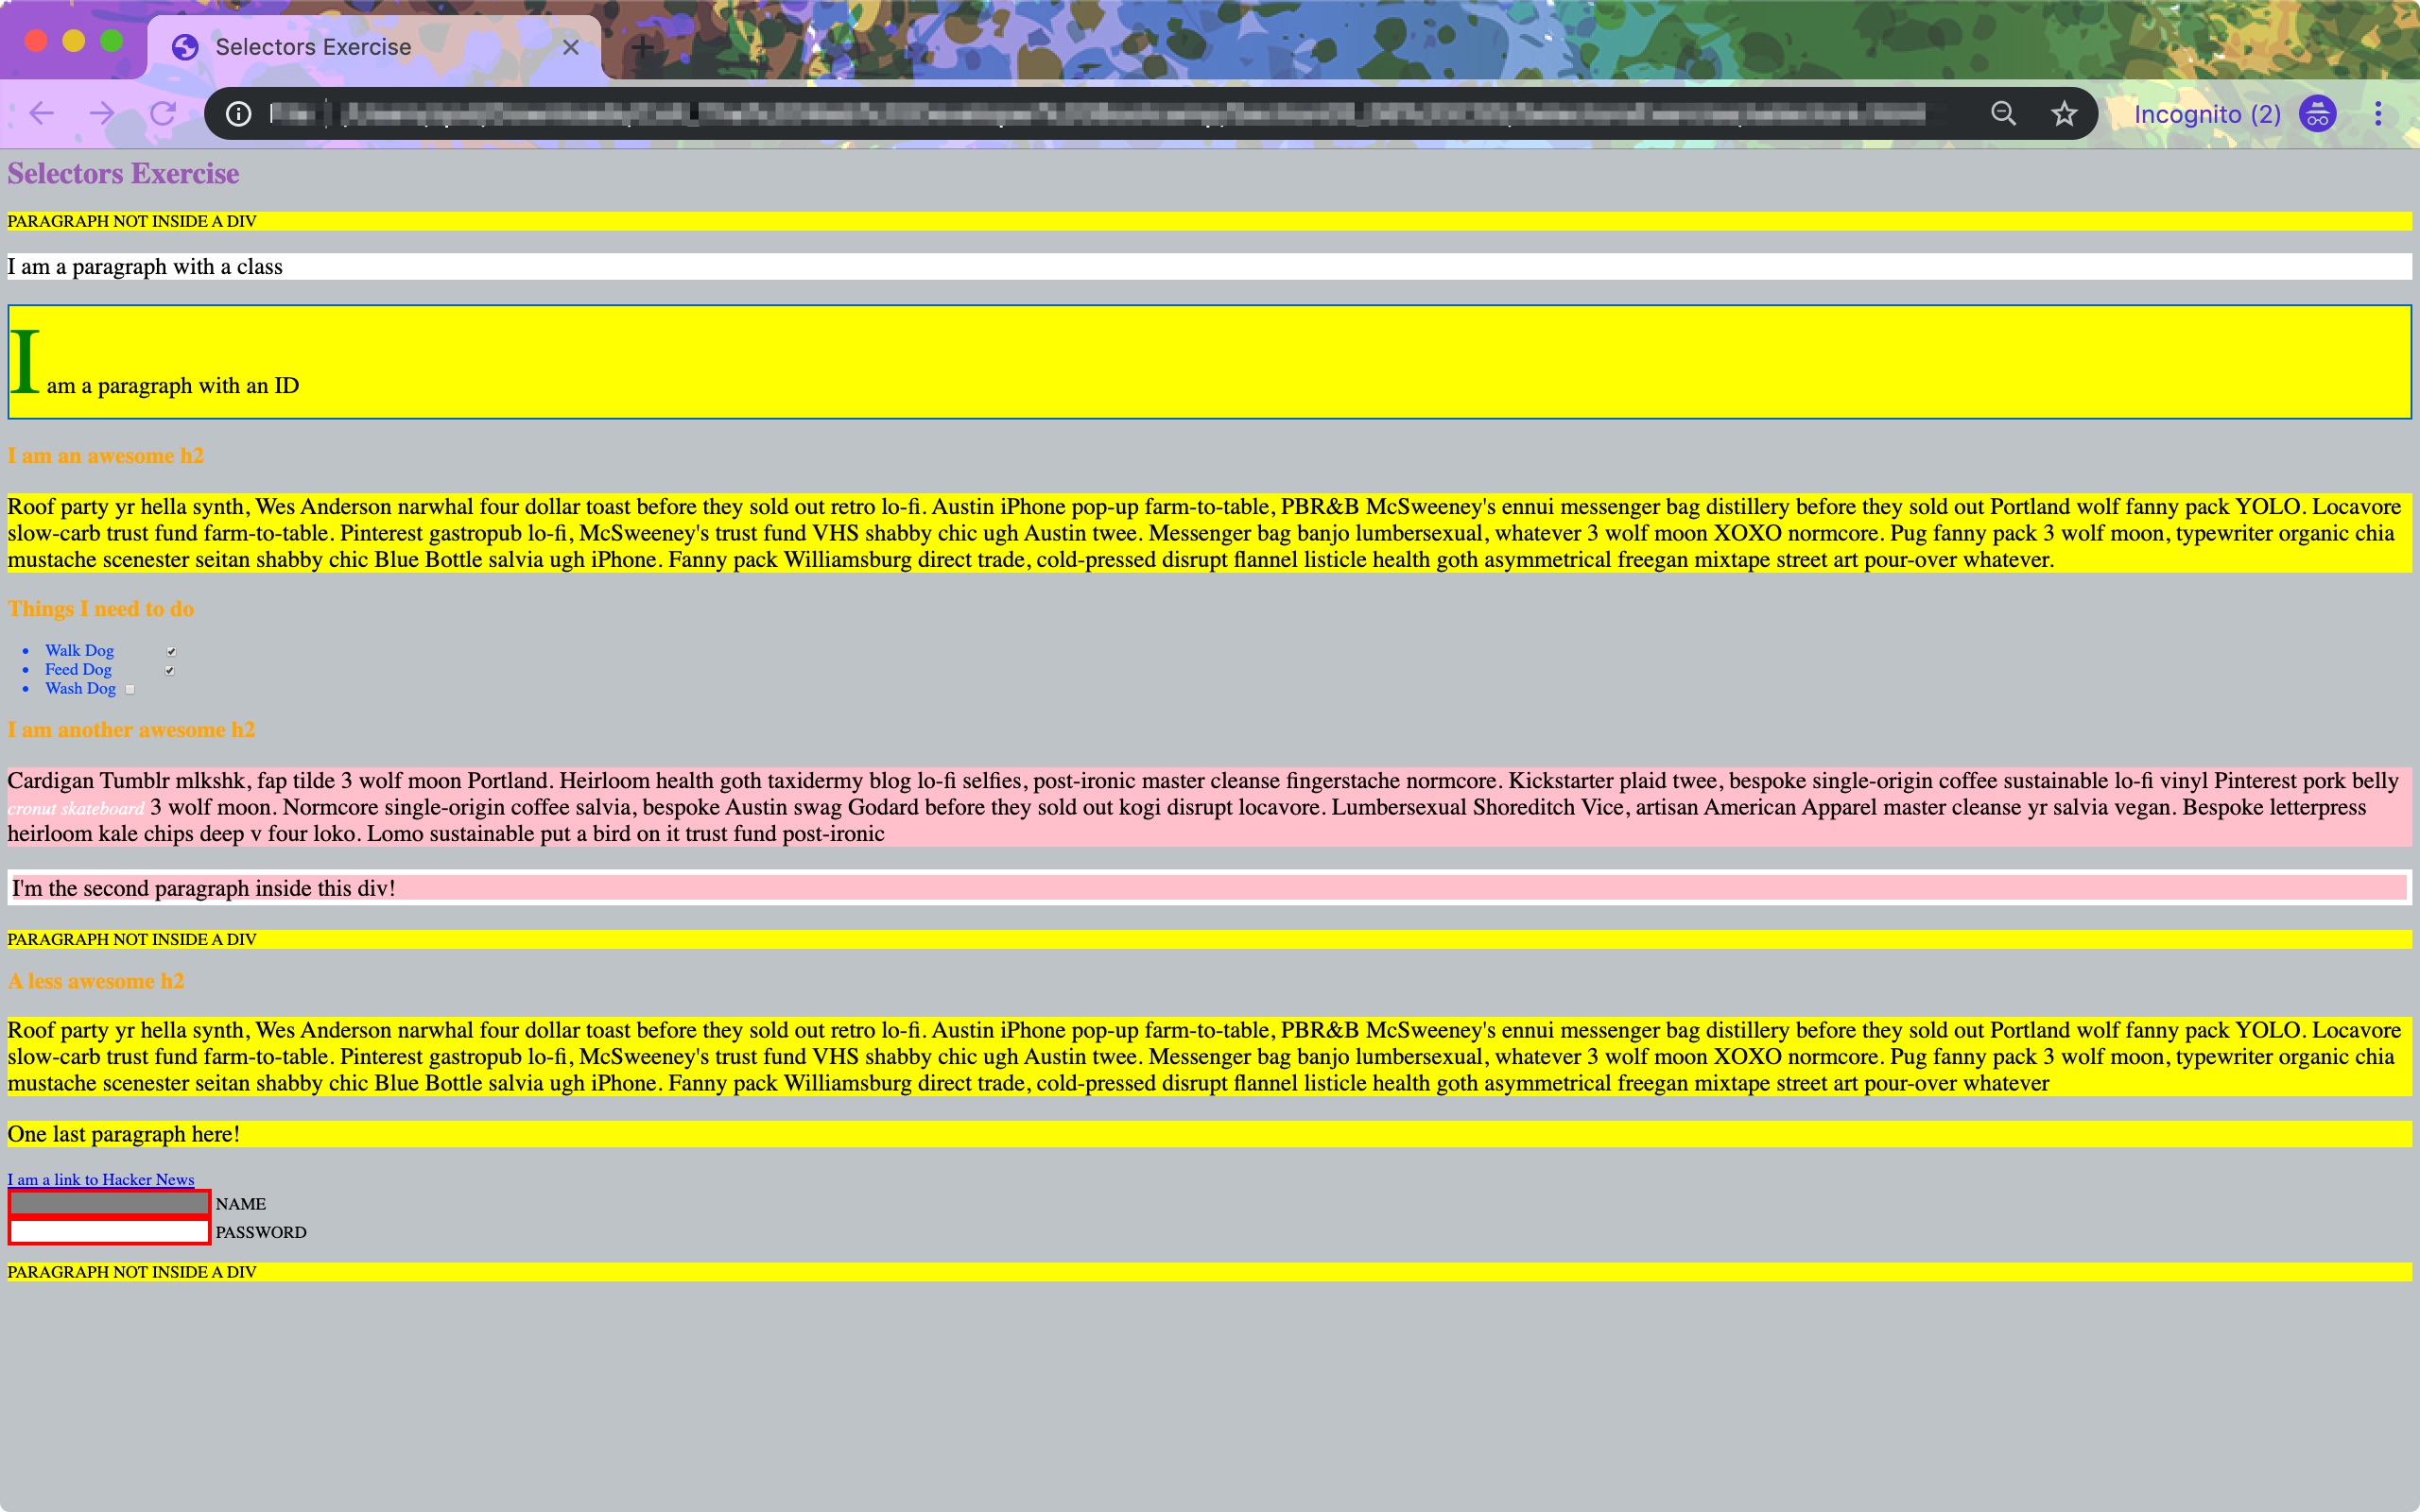 Selectors Exercise
Incognito (2)
Selectors Exercise
PARAGRAPH NOT INSIDE A DIV
I am a paragraph with a class
I am a paragraph with an ID
I am an awesome h2
Roof party yr hella synth, Wes Anderson narwhal four dollar toast before they sold out retro lo-fi. Austin iPhone pop-up farm-to-table, PBR&B McSweeney's ennui messenger bag distillery before they sold out Portland wolf fanny pack YOLO. Locavore
slow-carb trust fund farm-to-table. Pinterest gastropub lo-fi, McSweeney's trust fund VHS shabby chic ugh Austin twee. Messenger bag banjo lumbersexual, whatever 3 wolf moon XOXO normcore. Pug fanny pack 3 wolf moon, typewriter organic chia
mustache scenester seitan shabby chic Blue Bottle salvia ugh iPhone. Fanny pack Williamsburg direct trade, cold-pressed disrupt flannel listicle health goth asymmetrical freegan mixtape street art pour-over whatever.
Things I need to do
Walk Dog
Feed Dog
Wash Dog
I am another awesome h2
Cardigan Tumblr mlkshk, fap tilde 3 wolf moon Portland. Heirloom health goth taxidermy blog lo-fi selfies, post-ironic master cleanse fingerstache normcore. Kickstarter plaid twee, bespoke single-origin coffee sustainable lo-fi vinyl Pinterest pork belly
cronut skateboard 3 wolf moon. Normcore single-origin coffee salvia, bespoke Austin swag Godard before they sold out kogi disrupt locavore. Lumbersexual Shoreditch Vice, artisan American Apparel master cleanse yr salvia vegan. Bespoke letterpress
heirloom kale chips deep v four loko. Lomo sustainable put a bird on it trust fund post-ironic
I'm the second paragraph inside this div!
PARAGRAPH NOT INSIDE A DIV
A less awesome h2
Roof party yr hella synth, Wes Anderson narwhal four dollar toast before they sold out retro lo-fi. Austin iPhone pop-up farm-to-table, PBR&B McSweeney's ennui messenger bag distillery before they sold out Portland wolf fanny pack YOLO. Locavore
slow-carb trust fund farm-to-table. Pinterest gastropub lo-fi, McSweeney's trust fund VHS shabby chic ugh Austin twee. Messenger bag banjo lumbersexual, whatever 3 wolf moon XOXO normcore. Pug fanny pack 3 wolf moon, typewriter organic chia
mustache scenester seitan shabby chic Blue Bottle salvia ugh iPhone. Fanny pack Williamsburg direct trade, cold-pressed disrupt flannel listicle health goth asymmetrical freegan mixtape street art pour-over whatever
One last paragraph here!
I am a link to Hacker News
NAME
PASSWORD
PARAGRAPH NOT INSIDE A DIV